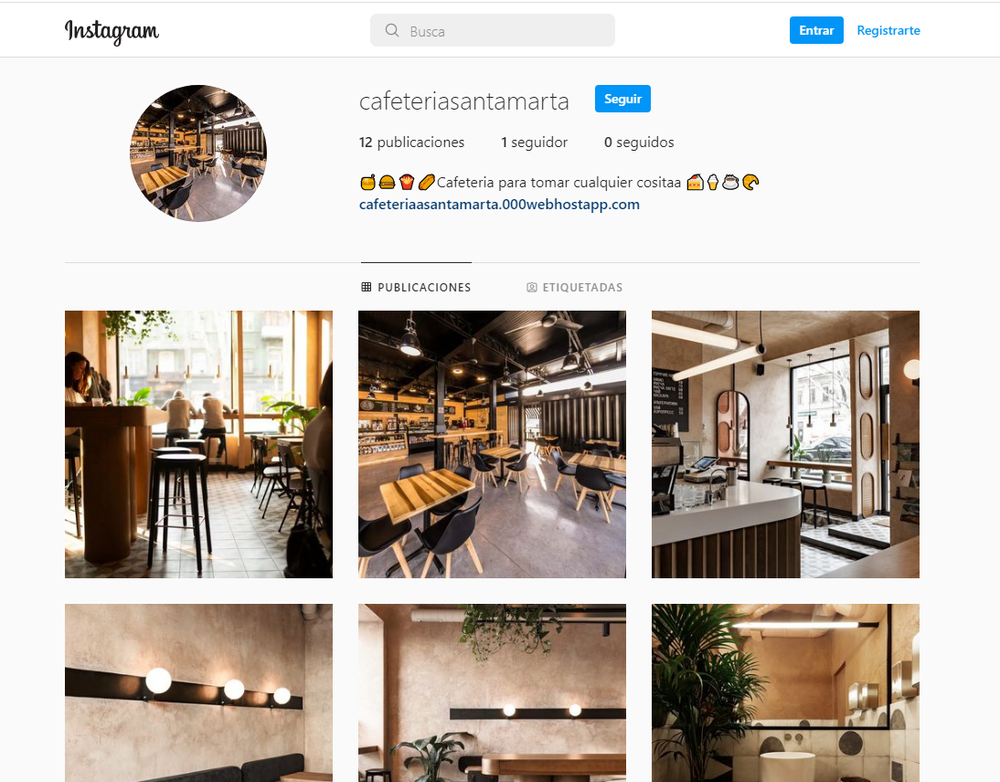 Instagram
Busca
Entrar
Registrarte
cafeteriasantamarta
Seguir
12 publicaciones 1 seguidor 0 seguidos
🍯🍔🍟🌭Cafeteria para tomar cualquier cositaa 🍰🍦☕🥐
cafeteriaasantamarta.000webhostapp.com
PUBLICACIONES
ETIQUETADAS